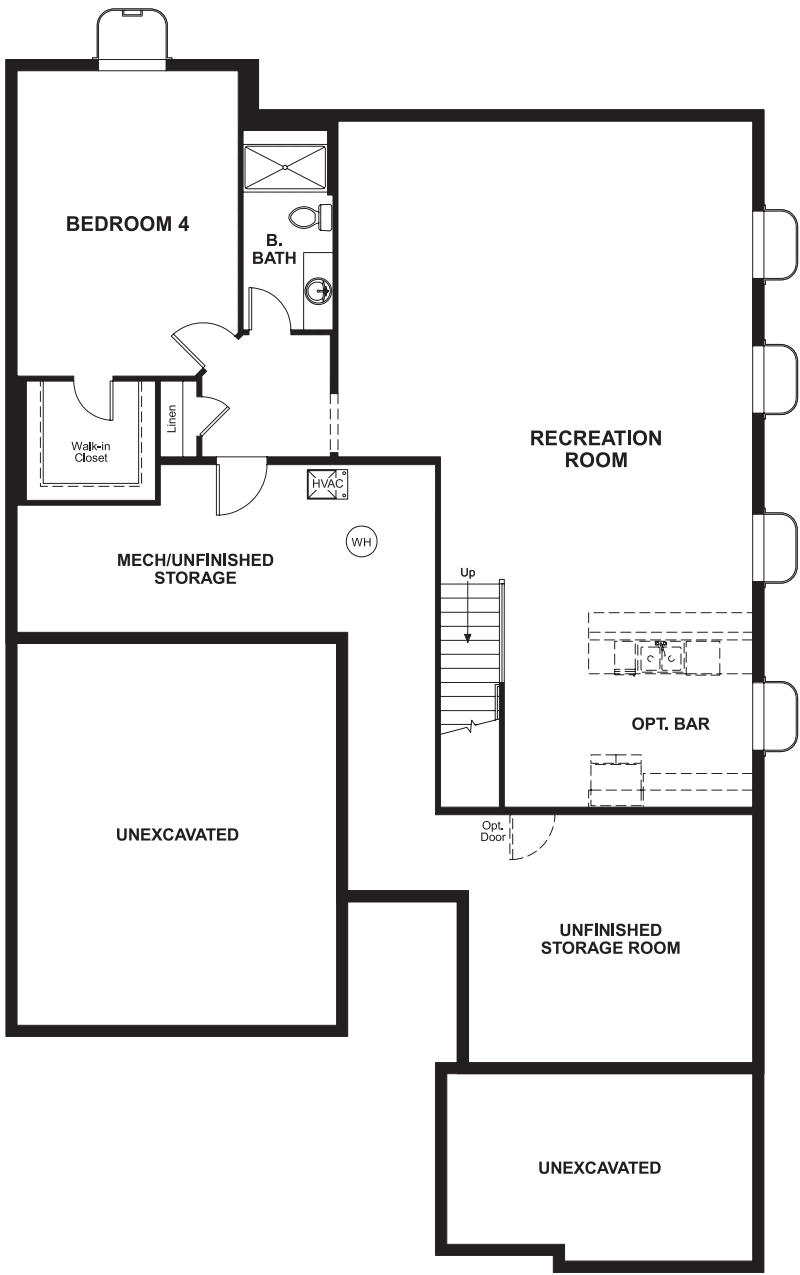 BEDROOM 4
B.
BATH
Linen
Walk-in
Closet
RECREATION
ROOM
HVAC
WH
MECH/UNFINISHED
STORAGE
Up
OPT. BAR
UNEXCAVATED
Opt.
Door
UNFINISHED
STORAGE ROOM
UNEXCAVATED